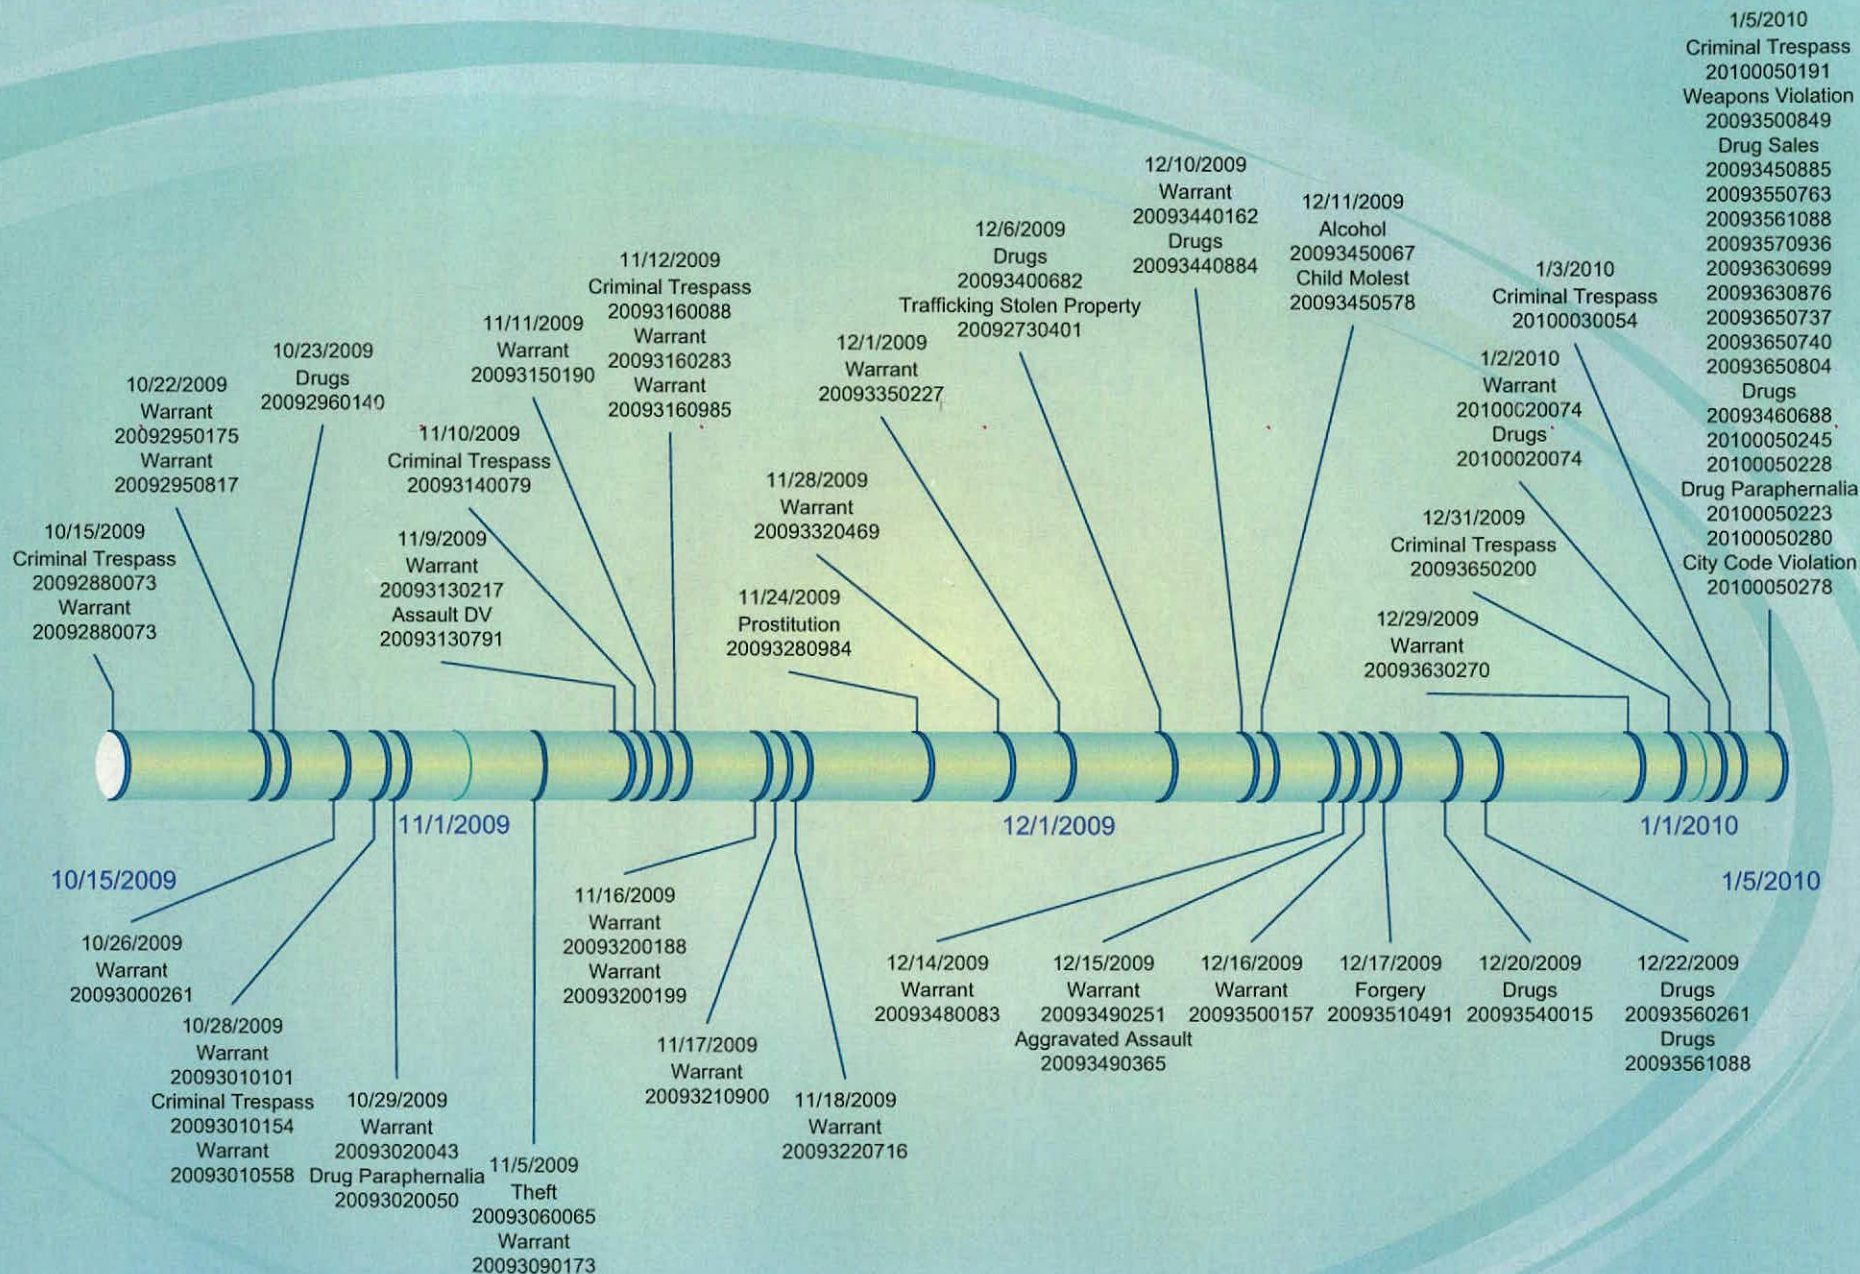 10/15/2009
Criminal Trespass
20092880073
Warrant
20092880073
10/22/2009
Warrant
20092950175
Warrant
20092950817
10/23/2009
Drugs
20092960140
11/9/2009
Warrant
20093130217
Assault DV
20093130791
11/10/2009
Criminal Trespass
20093140079
11/11/2009
Warrant
20093150190
11/12/2009
Criminal Trespass
20093160088
Warrant
20093160283
Warrant
20093160985
11/24/2009
Prostitution
20093280984
11/28/2009
Warrant
20093320469
12/1/2009
Warrant
20093350227
12/6/2009
Drugs
20093400682
Trafficking Stolen Property
20092730401
12/10/2009
Warrant
20093440162
Drugs
20093440884
12/11/2009
Alcohol
20093450067
Child Molest
20093450578
12/29/2009
Warrant
20093630270
12/31/2009
Criminal Trespass
20093650200
1/2/2010
Warrant
20100020074
Drugs
20100020074
1/3/2010
Criminal Trespass
20100030054
1/5/2010
Criminal Trespass
20100050191
Weapons Violation
20093500849
Drug Sales
20093450885
20093550763
20093561088
20093570936
20093630699
20093630876
20093650737
20093650740
20093650804
Drugs
20093460688
20100050245
20100050228
Drug Paraphernalia
20100050223
20100050280
City Code Violation
20100050278
11/1/2009
12/1/2009
1/1/2010
10/15/2009
1/5/2010
10/26/2009
Warrant
20093000261
10/28/2009
Warrant
20093010101
Criminal Trespass
20093010154
Warrant
20093010558
10/29/2009
Warrant
20093020043
Drug Paraphernalia
20093020050
11/5/2009
Theft
20093060065
Warrant
20093090173
11/16/2009
Warrant
20093200188
Warrant
20093200199
11/17/2009
Warrant
20093210900
11/18/2009
Warrant
20093220716
12/14/2009
Warrant
20093480083
12/15/2009
Warrant
20093490251
Aggravated Assault
20093490365
12/16/2009
Warrant
20093500157
12/17/2009
Forgery
20093510491
12/20/2009
Drugs
20093540015
12/22/2009
Drugs
20093560261
Drugs
20093561088